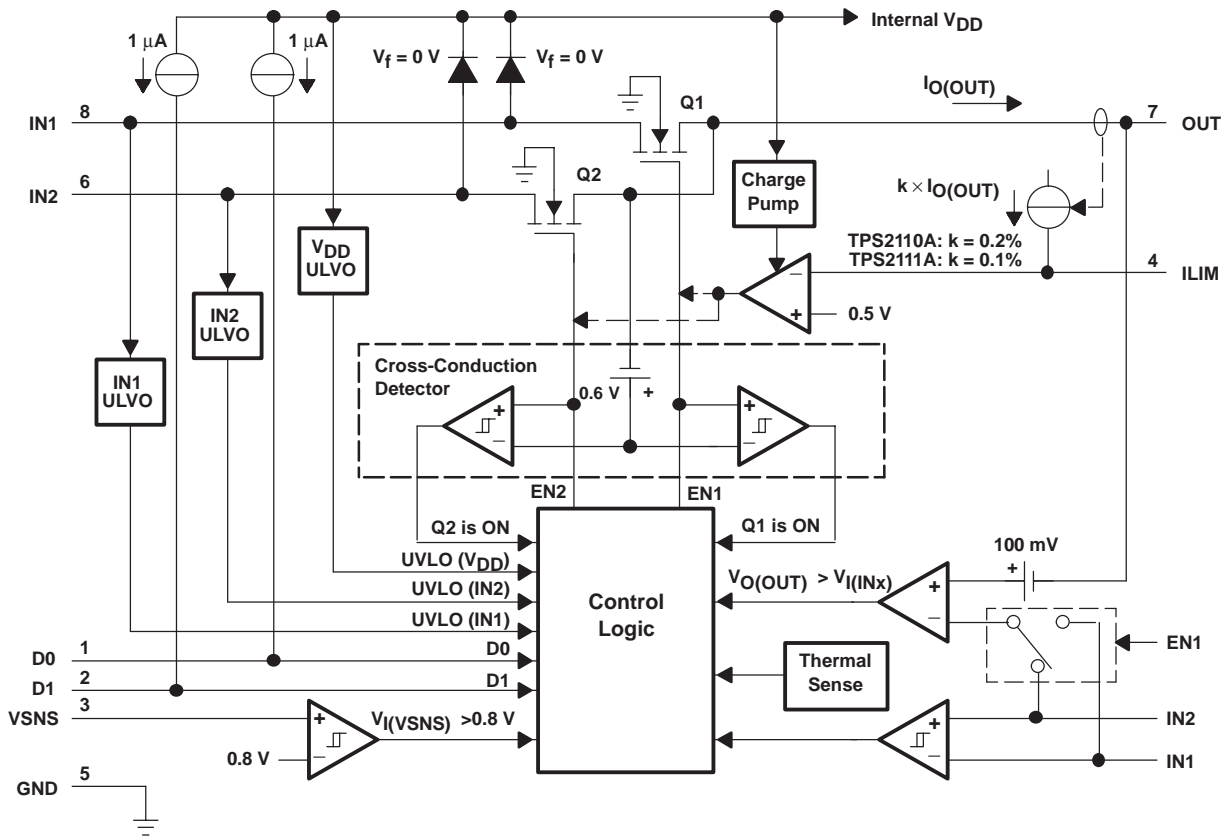 Internal VDD
1 µA
1 µA
Vf = 0 V
Vf = 0 V
IO(OUT)
Q1
8
IN1
7
OUT
6
IN2
Q2
Charge
Pump
k × IO(OUT)
VDD
ULVO
TPS2110A: k = 0.2%
TPS2111A: k = 0.1%
4
ILIM
−
+
0.5 V
IN2
ULVO
IN1
ULVO
Cross-Conduction
Detector
0.6 V
+
+
−
+
−
EN2
EN1
Q2 is ON
Q1 is ON
UVLO (VDD)
UVLO (IN2)
UVLO (IN1)
Control
Logic
VO(OUT) > VI(INx)
100 mV
+
+
−
EN1
1
D0
D0
2
D1
D1
Thermal
Sense
3
VSNS
+
−
VI(VSNS) >0.8 V
0.8 V
+
−
IN2
IN1
5
GND